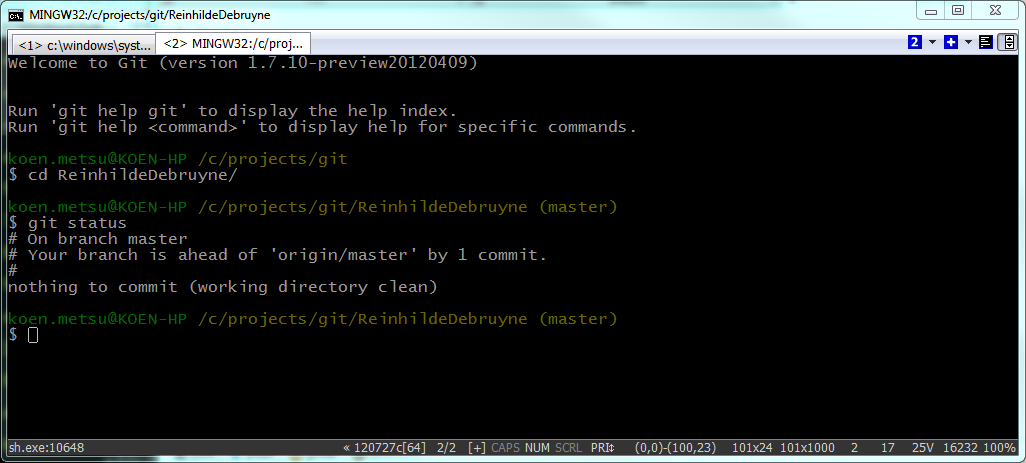 MINGW32:/c/projects/git/ReinhildeDebruyne
<1> c:\windows\syst... <2> MINGW32:/c/proj... 2
Welcome to Git (version 1.7.10-preview20120409)
Run 'git help git' to display the help index.
Run 'git help <command>' to display help for specific commands.
koen.metsu@KOEN-HP /c/projects/git
$ cd ReinhildeDebruyne/
koen.metsu@KOEN-HP /c/projects/git/ReinhildeDebruyne (master)
$ git status
# On branch master
# Your branch is ahead of 'origin/master' by 1 commit.
#
nothing to commit (working directory clean)
koen.metsu@KOEN-HP /c/projects/git/ReinhildeDebruyne (master)
$
sh.exe:10648 « 120727c[64] 2/2 [+] CAPS NUM SCRL PRI↕ (0,0)-(100,23) 101x24 101x1000 2 17 25V 16232 100%